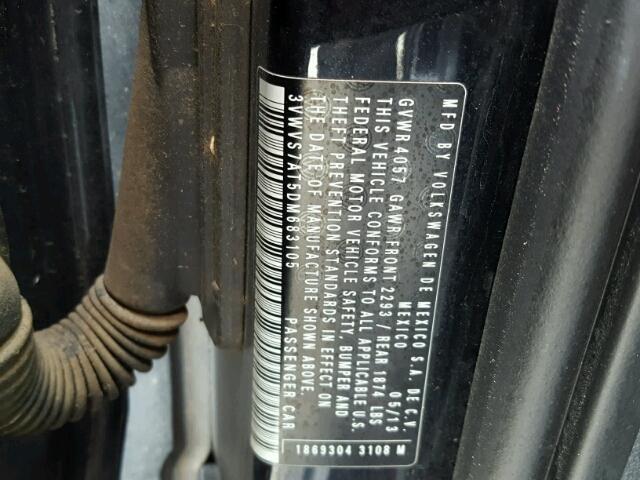 MFD BY VOLKSWAGEN DE MEXICO S.A. DE C.V.
MEXICO 01/13
GVWR 4057 GAWR FRONT 2293 / REAR 1874 LBS
THIS VEHICLE CONFORMS TO ALL APPLICABLE U.S.
FEDERAL MOTOR VEHICLE SAFETY, BUMPER AND
THEFT PREVENTION STANDARDS IN EFFECT ON
THE DATE OF MANUFACTURE SHOWN ABOVE.
3VWVS7AT5DM683105 PASSENGER CAR
1869304 3108 M